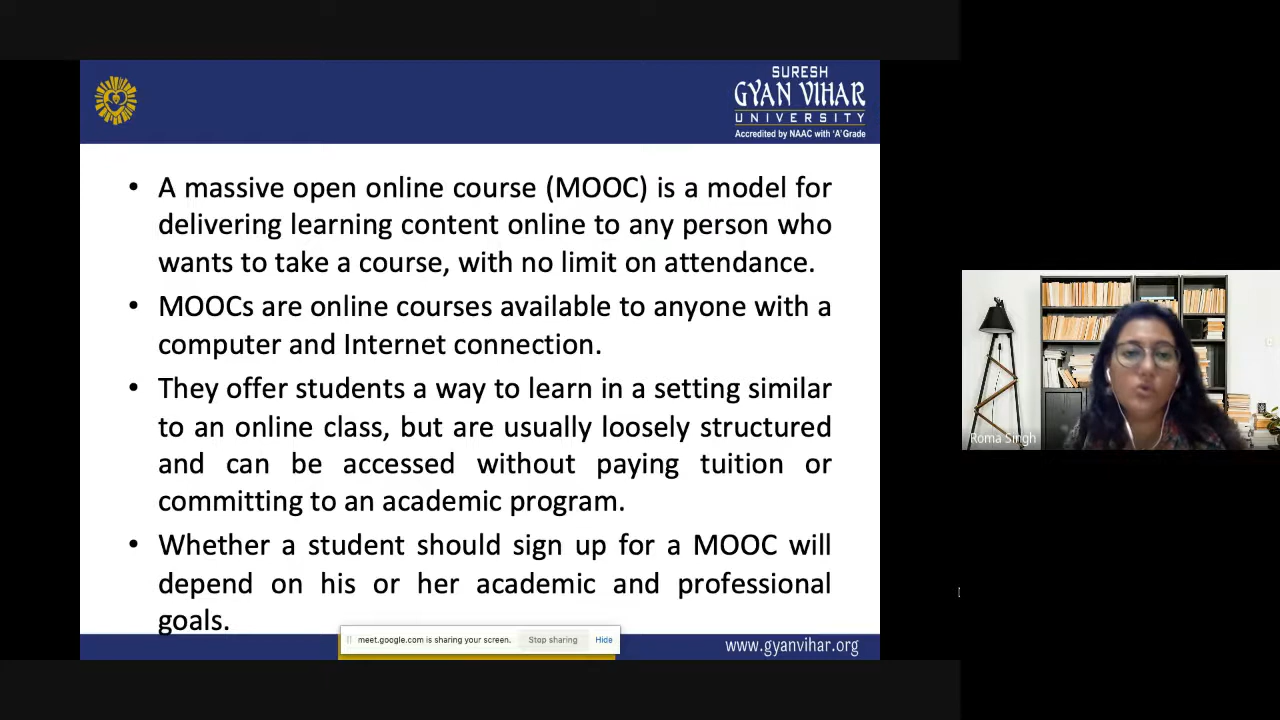 SURESH
GYAN VIHAR
UNIVERSITY
Accredited by NAAC with 'A' Grade
• A massive open online course (MOOC) is a model for
delivering learning content online to any person who
wants to take a course, with no limit on attendance.
• MOOCs are online courses available to anyone with a
computer and Internet connection.
• They offer students a way to learn in a setting similar
to an online class, but are usually loosely structured
and can be accessed without paying tuition or
committing to an academic program.
• Whether a student should sign up for a MOOC will
depend on his or her academic and professional
goals.
meet.google.com is sharing your screen. Stop sharing Hide
www.gyanvihar.org
Roma Singh